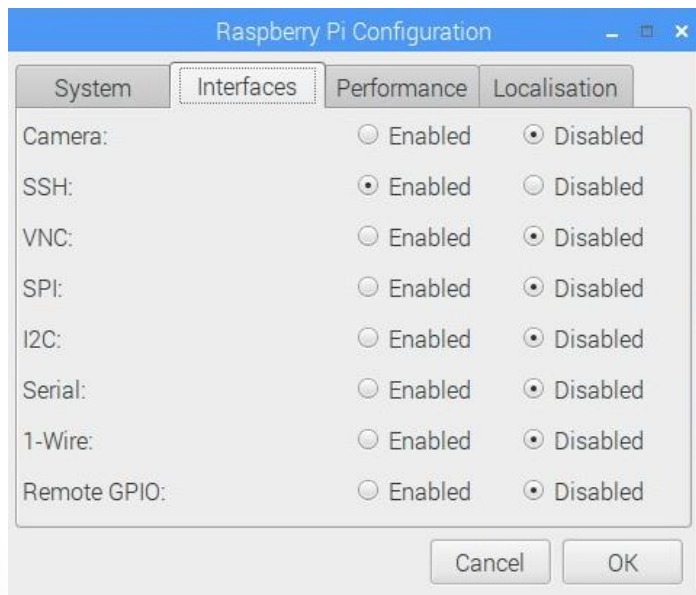 Raspberry Pi Configuration
System Interfaces Performance Localisation
Camera: Enabled Disabled
SSH: Enabled Disabled
VNC: Enabled Disabled
SPI: Enabled Disabled
I2C: Enabled Disabled
Serial: Enabled Disabled
1-Wire: Enabled Disabled
Remote GPIO: Enabled Disabled
Cancel OK